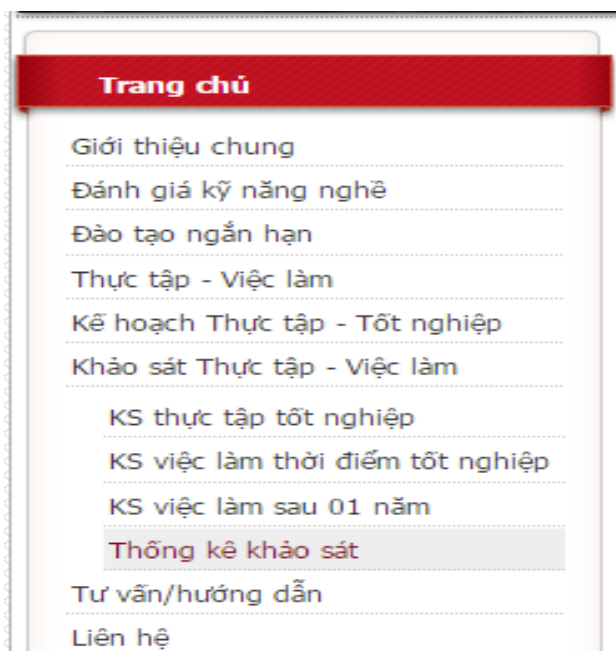 Trang chủ
Giới thiệu chung
Đánh giá kỹ năng nghề
Đào tạo ngắn hạn
Thực tập - Việc làm
Kế hoạch Thực tập - Tốt nghiệp
Khảo sát Thực tập - Việc làm
KS thực tập tốt nghiệp
KS việc làm thời điểm tốt nghiệp
KS việc làm sau 01 năm
Thống kê khảo sát
Tư vấn/hướng dẫn
Liên hệ